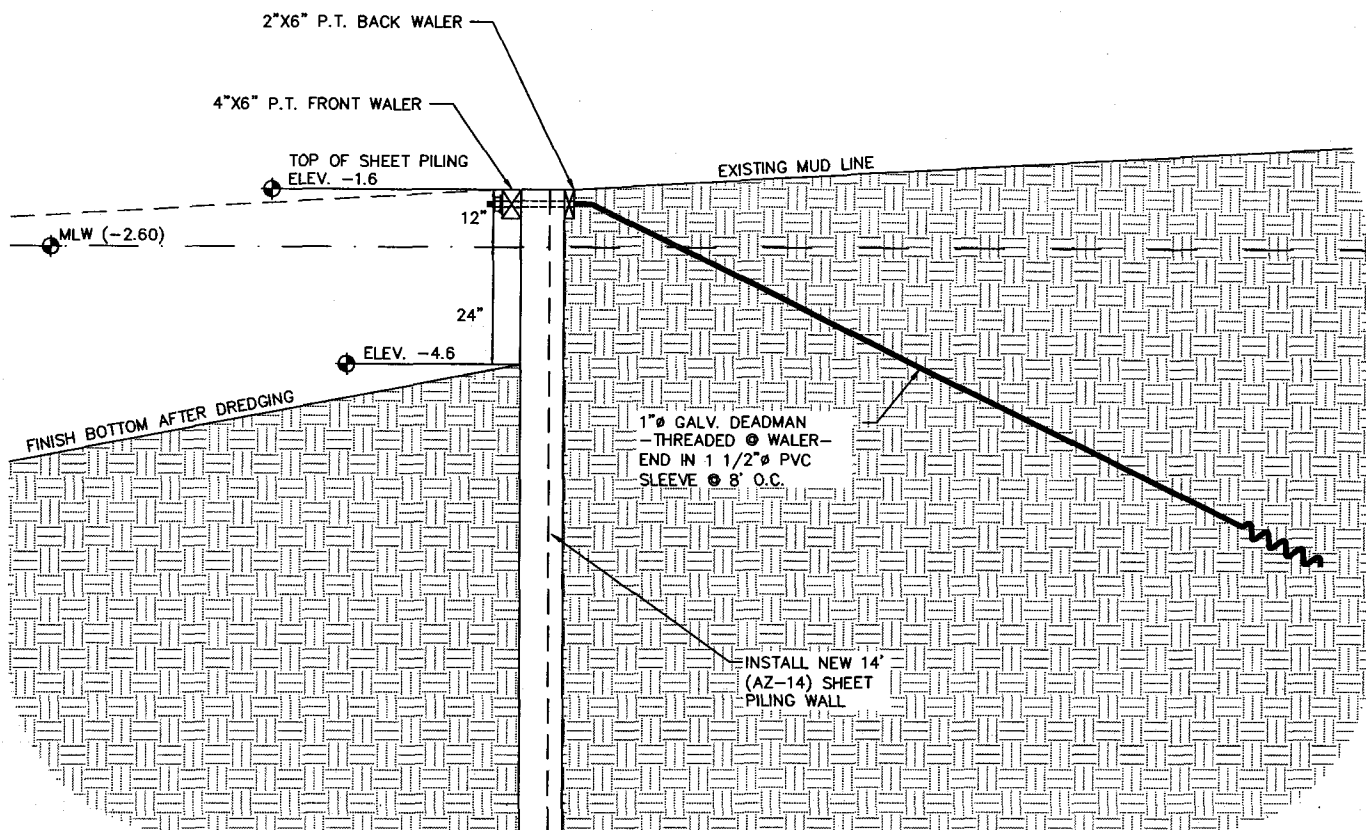 2"X6" P.T. BACK WALER
4"X6" P.T. FRONT WALER
TOP OF SHEET PILING
ELEV. -1.6
EXISTING MUD LINE
12"
MLW (-2.60)
24"
ELEV. -4.6
FINISH BOTTOM AFTER DREDGING
1"ø GALV. DEADMAN
-THREADED @ WALER-
END IN 1 1/2"ø PVC
SLEEVE @ 8' O.C.
INSTALL NEW 14'
(AZ-14) SHEET
PILING WALL